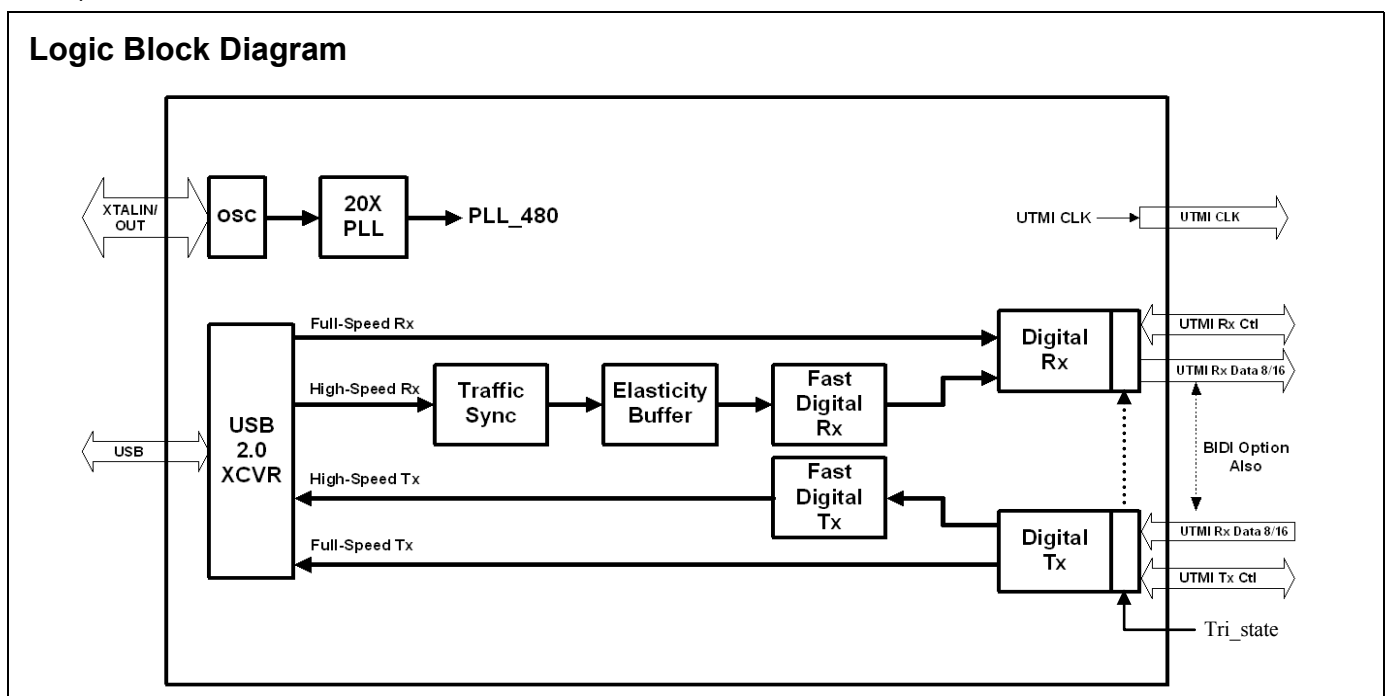 Logic Block Diagram
XTALIN/
OUT
OSC
20X
PLL
PLL_480
UTMI CLK
UTMI CLK
Full-Speed Rx
High-Speed Rx
Traffic
Sync
Elasticity
Buffer
Fast
Digital
Rx
Digital
Rx
UTMI Rx Ctl
UTMI Rx Data 8/16
USB
USB
2.0
XCVR
BIDI Option
Also
High-Speed Tx
Fast
Digital
Tx
Full-Speed Tx
Digital
Tx
UTMI Rx Data 8/16
UTMI Tx Ctl
Tri_state